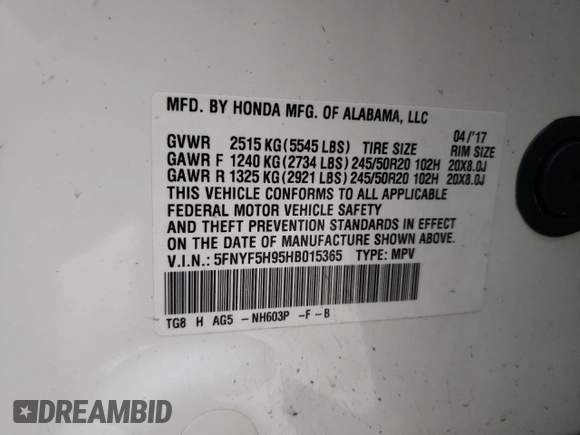 MFD. BY HONDA MFG. OF ALABAMA, LLC
04/'17
GVWR 2515 KG(5545 LBS) TIRE SIZE RIM SIZE
GAWR F 1240 KG(2734 LBS)245/50R20 102H 20X8.0J
GAWR R 1325 KG(2921 LBS)245/50R20 102H 20X8.0J
THIS VEHICLE CONFORMS TO ALL APPLICABLE
FEDERAL MOTOR VEHICLE SAFETY
AND THEFT PREVENTION STANDARDS IN EFFECT
ON THE DATE OF MANUFACTURE SHOWN ABOVE.
V.I.N.: 5FNYF5H95HB015365 TYPE: MPV
TG8 H AG5 -NH603P -F-B
DREAMBID